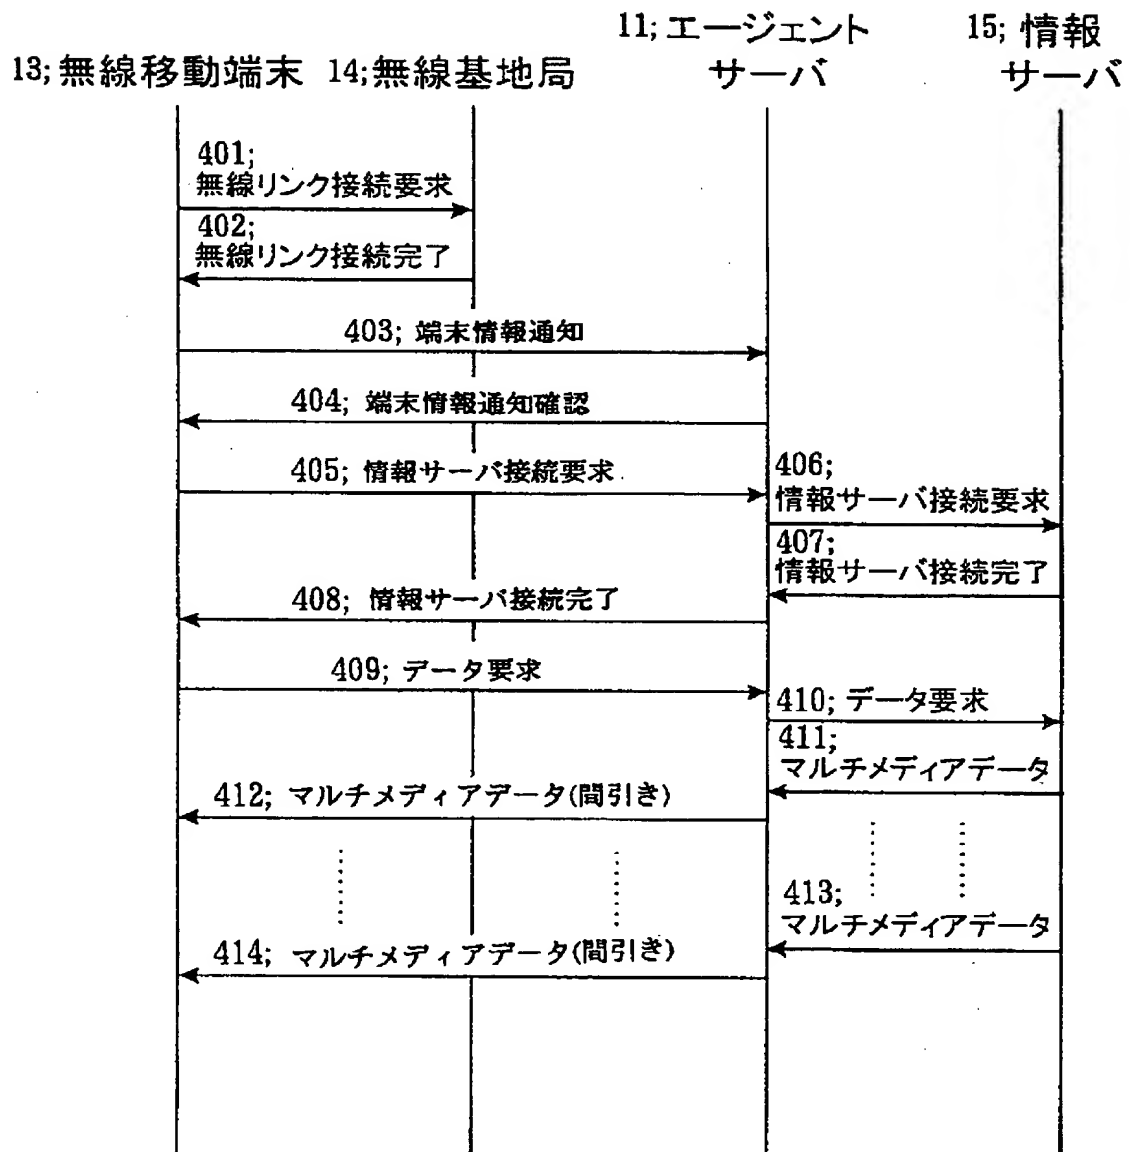 11; エージェント
サーバ
15; 情報
サーバ
13; 無線移動端末
14;無線基地局
401;
無線リンク接続要求
402;
無線リンク接続完了
403; 端末情報通知
404; 端末情報通知確認
405; 情報サーバ接続要求
406;
情報サーバ接続要求
407;
情報サーバ接続完了
408; 情報サーバ接続完了
409; データ要求
410; データ要求
411;
マルチメディアデータ
412; マルチメディアデータ(間引き)
413;
マルチメディアデータ
414; マルチメディアデータ(間引き)